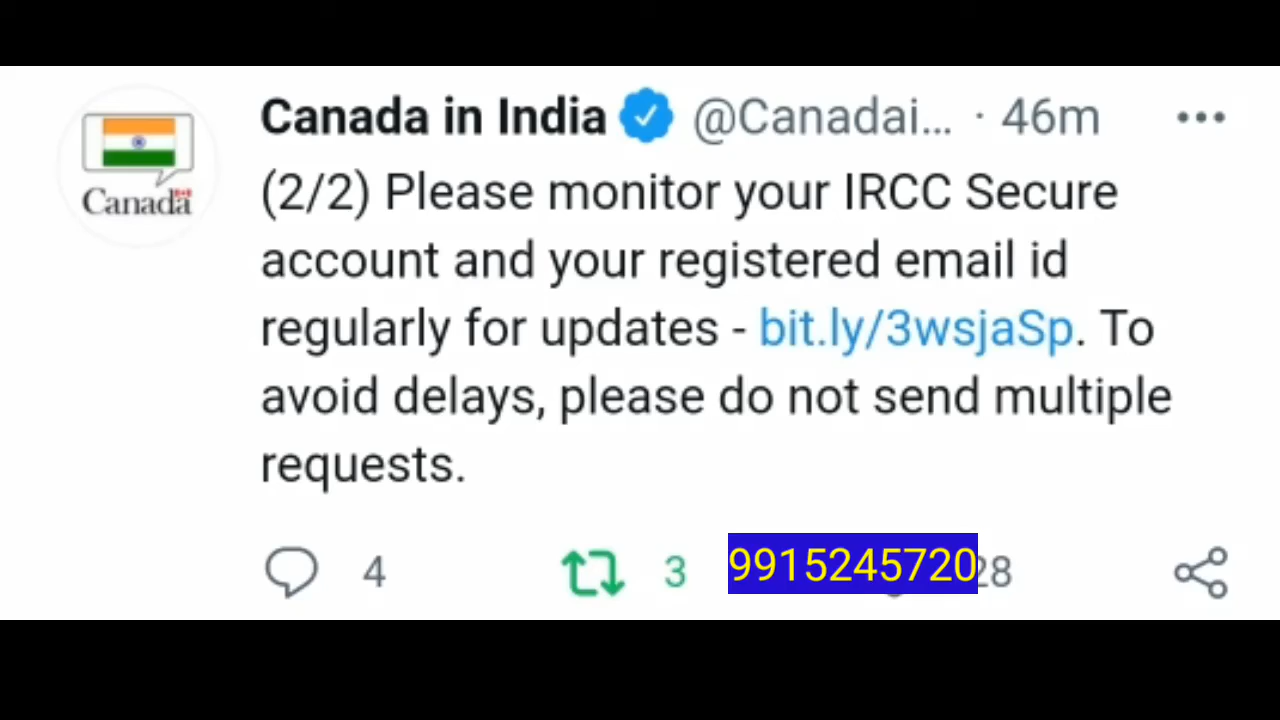 Canada in India @Canadai... · 46m
Canada
(2/2) Please monitor your IRCC Secure
account and your registered email id
regularly for updates - bit.ly/3wsjaSp. To
avoid delays, please do not send multiple
requests.
4 3 9915245720 28